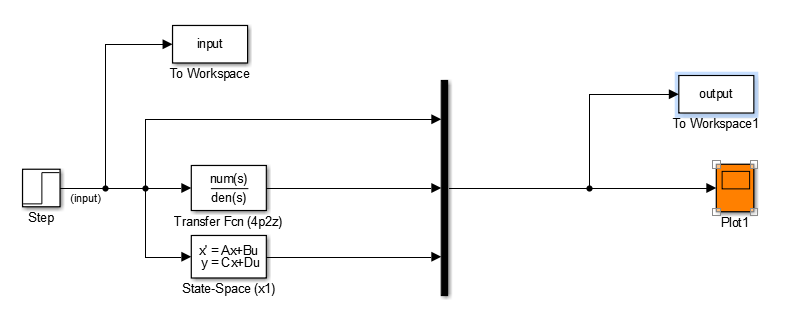 input
To Workspace
output
To Workspace1
Step
(input)
num(s)
den(s)
Transfer Fcn (4p2z)
x' = Ax+Bu
y = Cx+Du
State-Space (x1)
Plot1